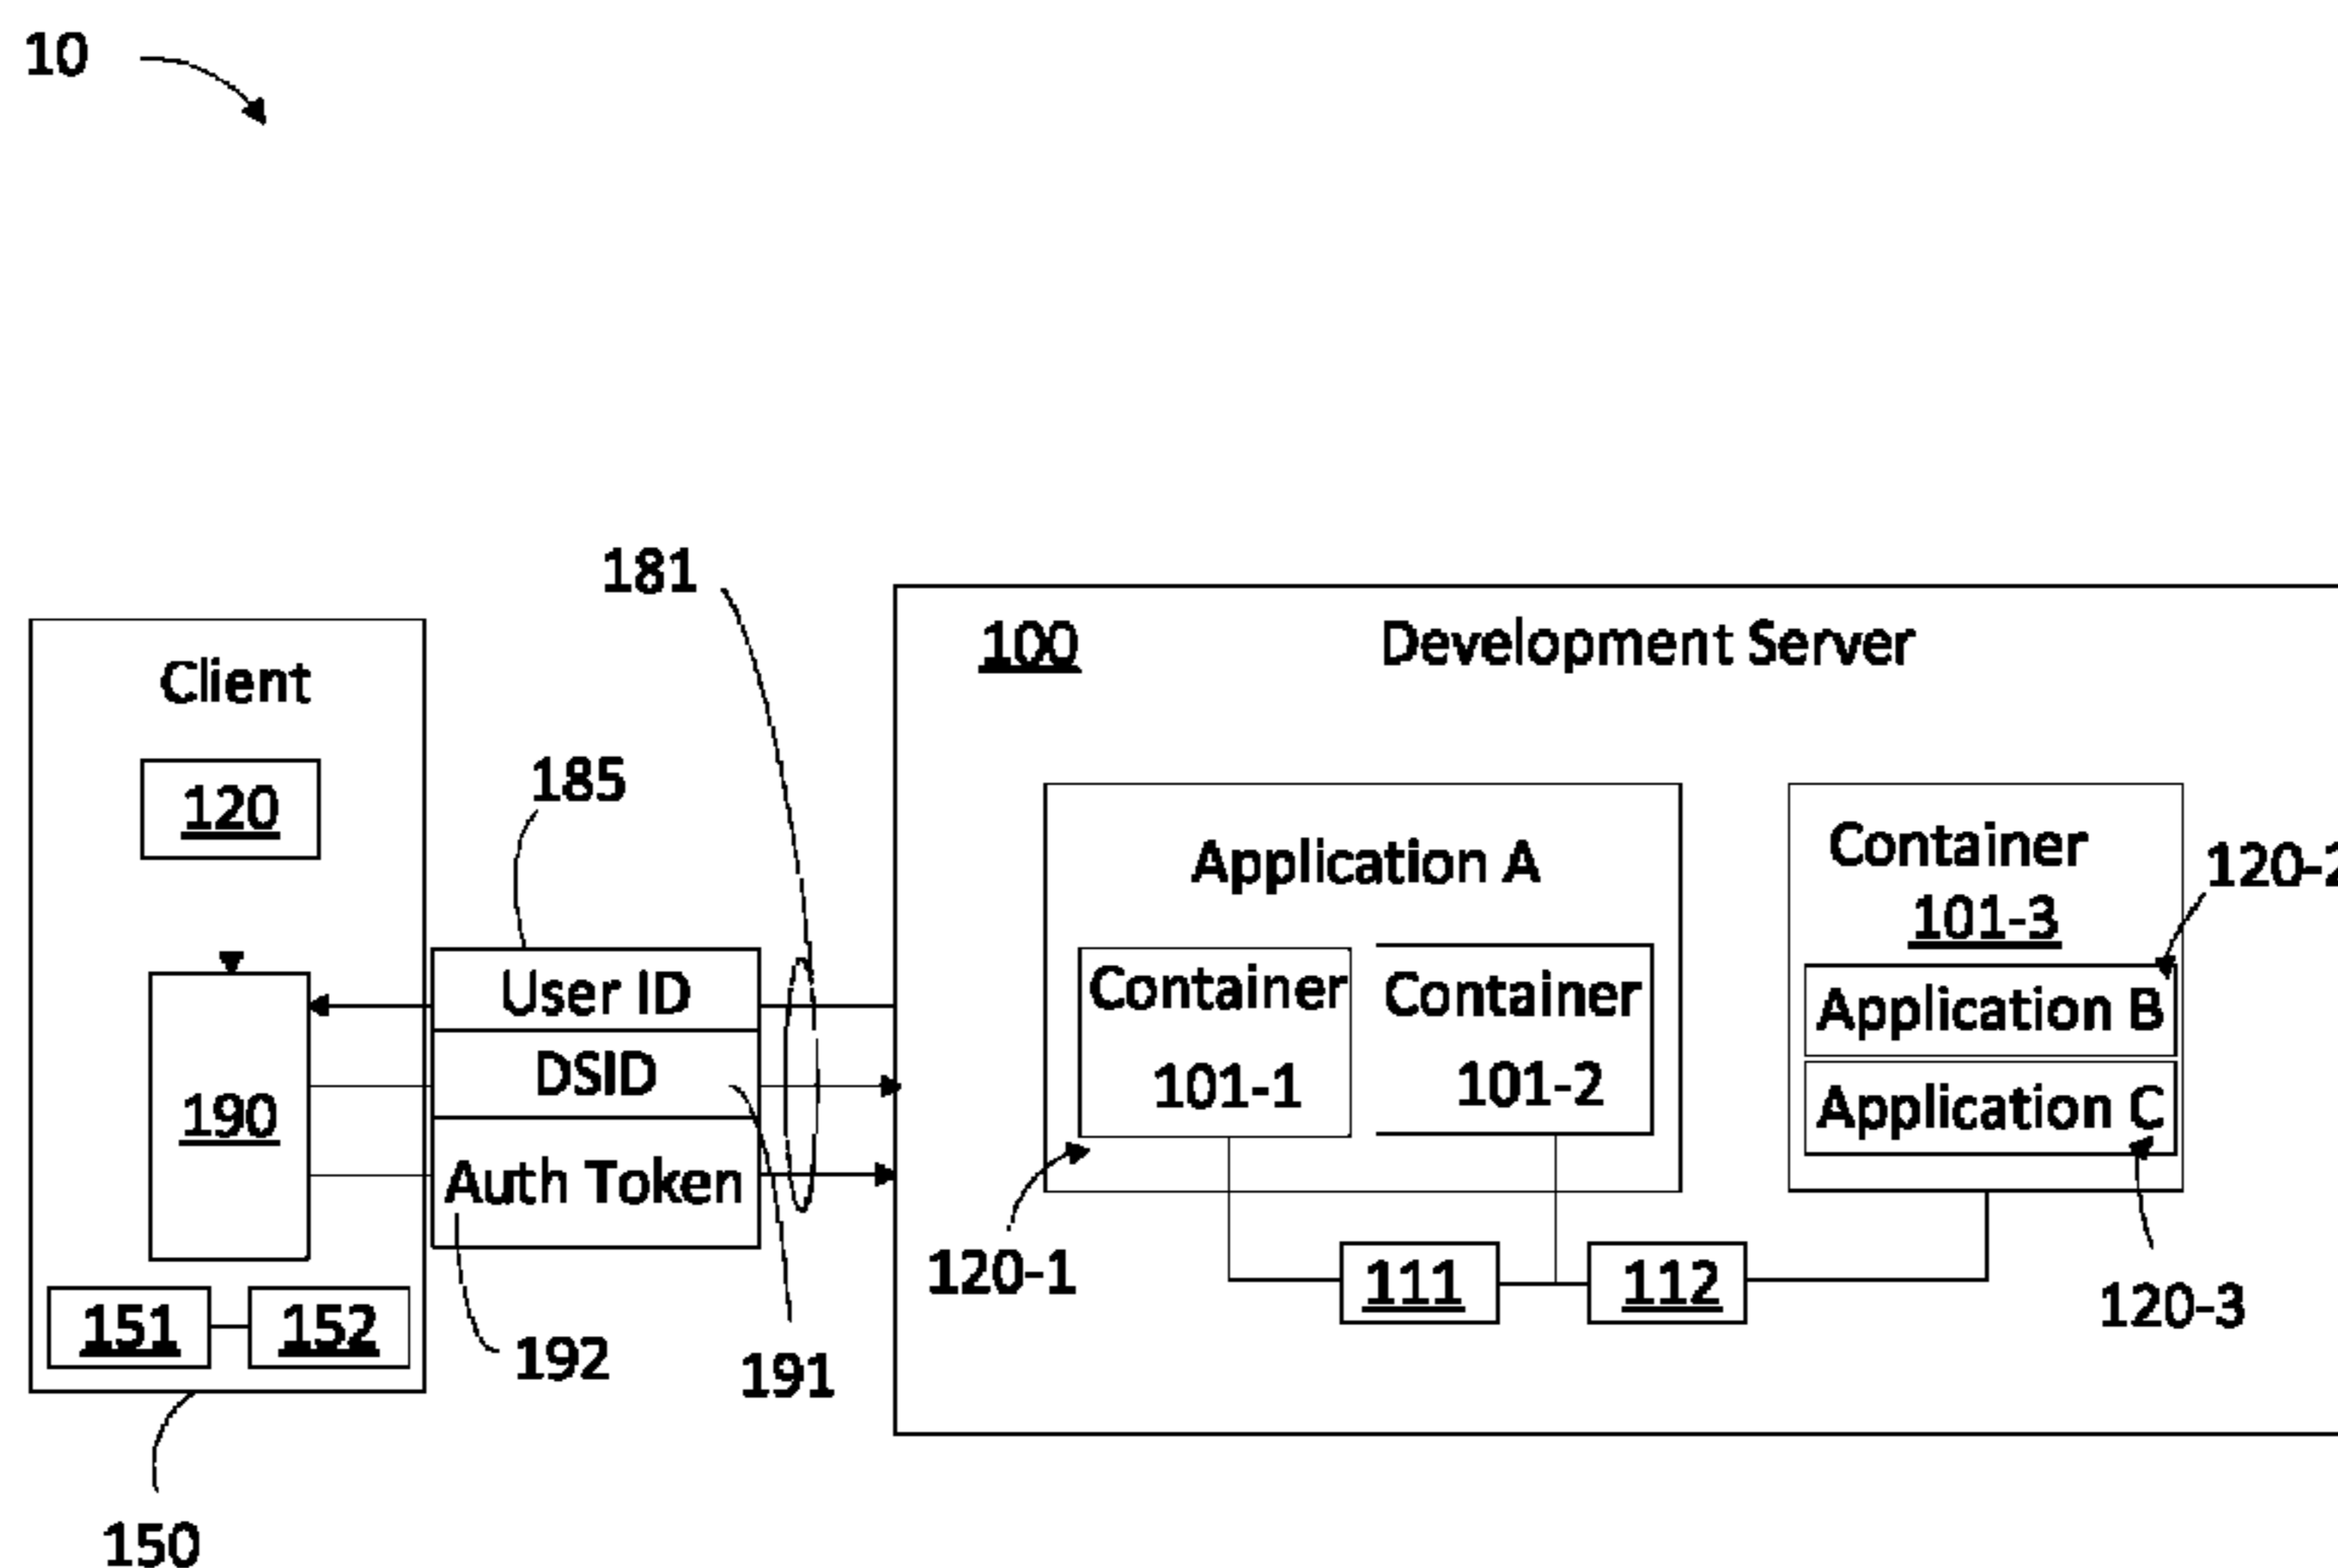 10
181
100
Development Server
Client
120
185
Application A
Container
101-3
120-2
User ID
Container
101-1
Container
101-2
Application B
DSID
190
Application C
Auth Token
120-1
111
112
120-3
151
152
192
191
150